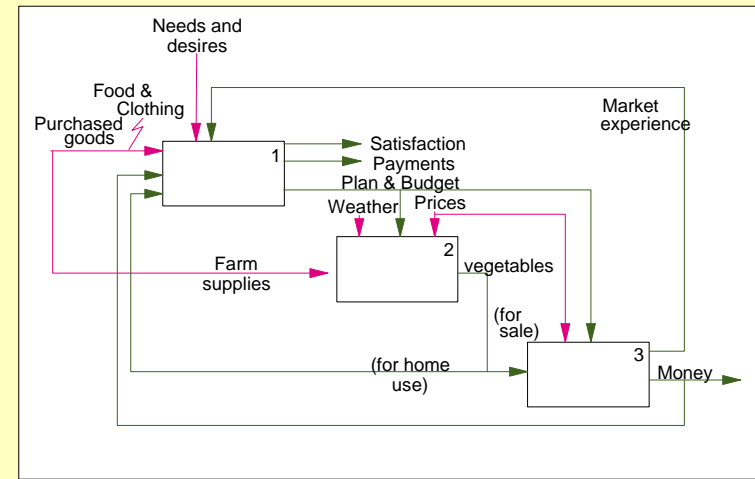 Needs and
desires
Food &
Clothing
Purchased
goods
Market
experience
1
Satisfaction
Payments
Plan & Budget
Weather
Prices
2
vegetables
Farm
supplies
(for
sale)
3
(for home
use)
Money